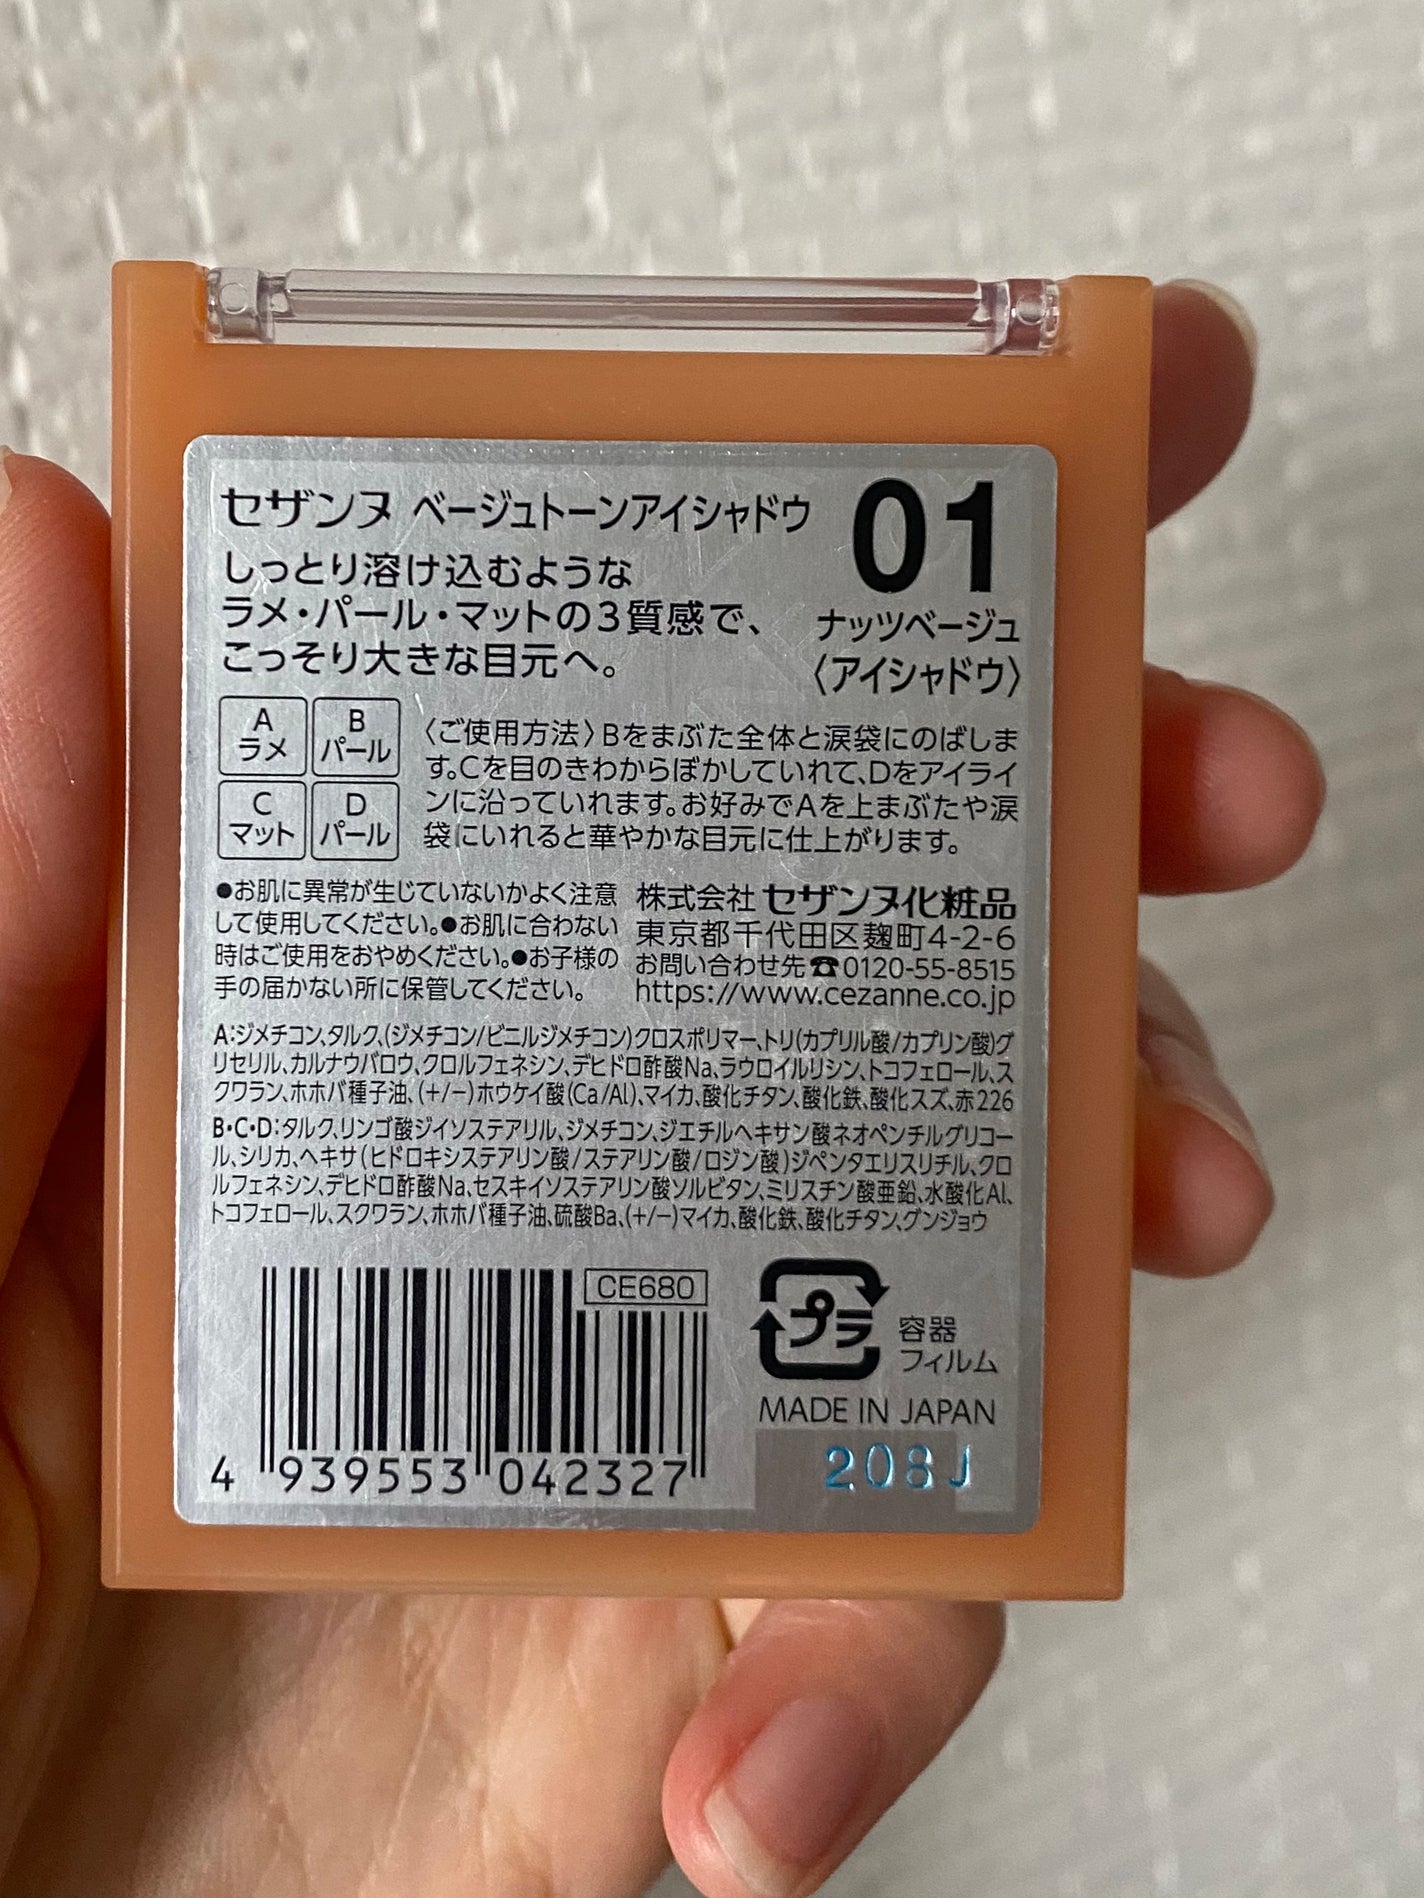 セザンヌ ベージュトーンアイシャドウ
01
ナッツベージュ
〈アイシャドウ〉
しっとり溶け込むような
ラメ・パール・マットの3質感で、
こっそり大きな目元へ。
A
ラメ
B
パール
C
マット
D
パール
〈ご使用方法〉Bをまぶた全体と涙袋にのばしま
す。Cを目のきわからぼかしていれて、Dをアイライ
ンに沿っていれます。お好みでAを上まぶたや涙
袋にいれると華やかな目元に仕上がります。
●お肌に異常が生じていないかよく注意
して使用してください。●お肌に合わない
時はご使用をおやめください。●お子様の
手の届かない所に保管してください。
株式会社 セザンヌ化粧品
東京都千代田区麹町4-2-6
お問い合わせ先☎0120-55-8515
https://www.cezanne.co.jp
A:ジメチコン、タルク、(ジメチコン/ビニルジメチコン)クロスポリマー、トリ(カプリル酸/カプリン酸)グ
リセリル、カルナウバロウ、クロルフェネシン、デヒドロ酢酸Na、ラウロイルリシン、トコフェロール、ス
クワラン、ホホバ種子油、(+/-)ホウケイ酸(Ca/Al)、マイカ、酸化チタン、酸化鉄、酸化スズ、赤226
B・C・D:タルク、リンゴ酸ジイソステアリル、ジメチコン、ジエチルヘキサン酸ネオペンチルグリコー
ル、シリカ、ヘキサ(ヒドロキシステアリン酸/ステアリン酸/ロジン酸)ジペンタエリスリチル、クロ
ルフェネシン、デヒドロ酢酸Na、セスキイソステアリン酸ソルビタン、ミリスチン酸亜鉛、水酸化Al、
トコフェロール、スクワラン、ホホバ種子油、硫酸Ba、(+/-)マイカ、酸化鉄、酸化チタン、グンジョウ
CE680
4 939553 042327
プラ
容器
フィルム
MADE IN JAPAN
208J